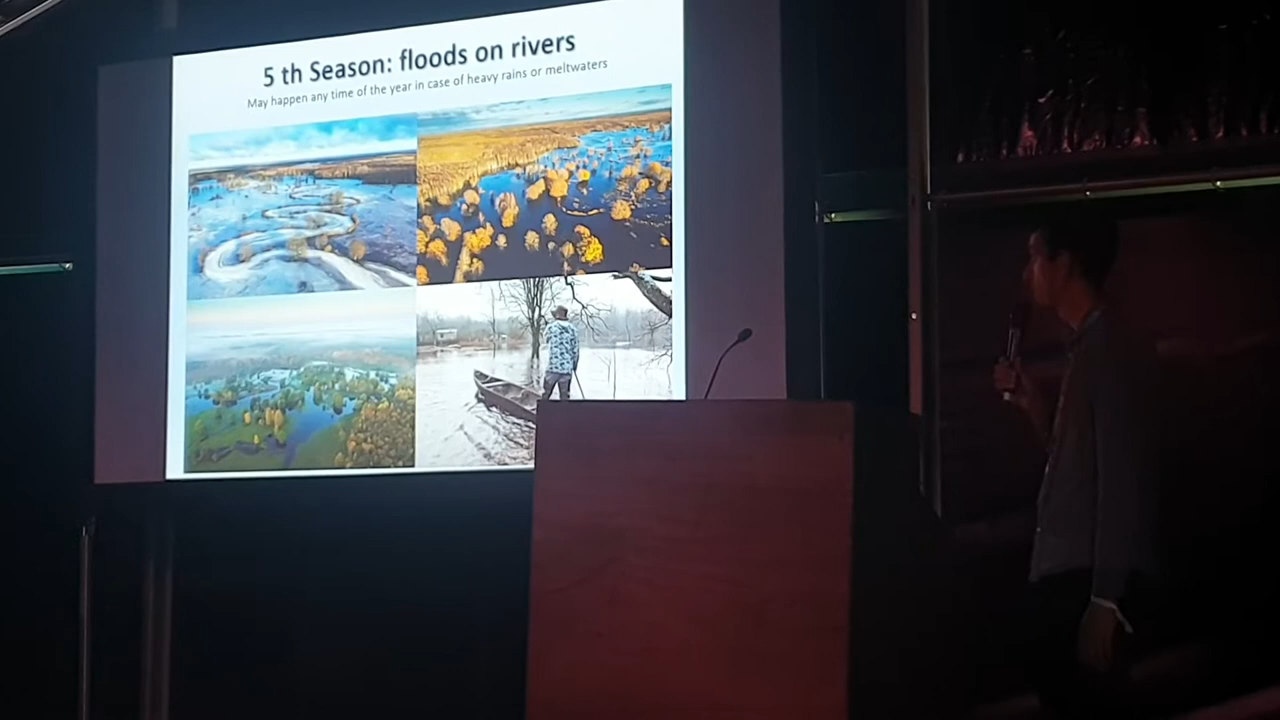 5 th Season: floods on rivers
May happen any time of the year in case of heavy rains or meltwaters